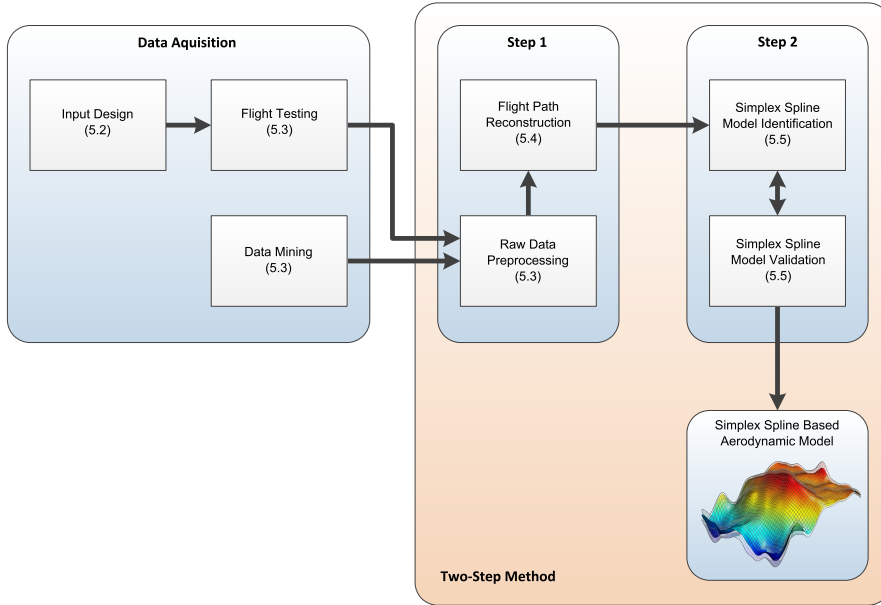 Data Aquisition
Input Design
(5.2)
Flight Testing
(5.3)
Data Mining
(5.3)
Step 1
Flight Path
Reconstruction
(5.4)
Raw Data
Preprocessing
(5.3)
Step 2
Simplex Spline
Model Identification
(5.5)
Simplex Spline
Model Validation
(5.5)
Simplex Spline Based
Aerodynamic Model
Two-Step Method